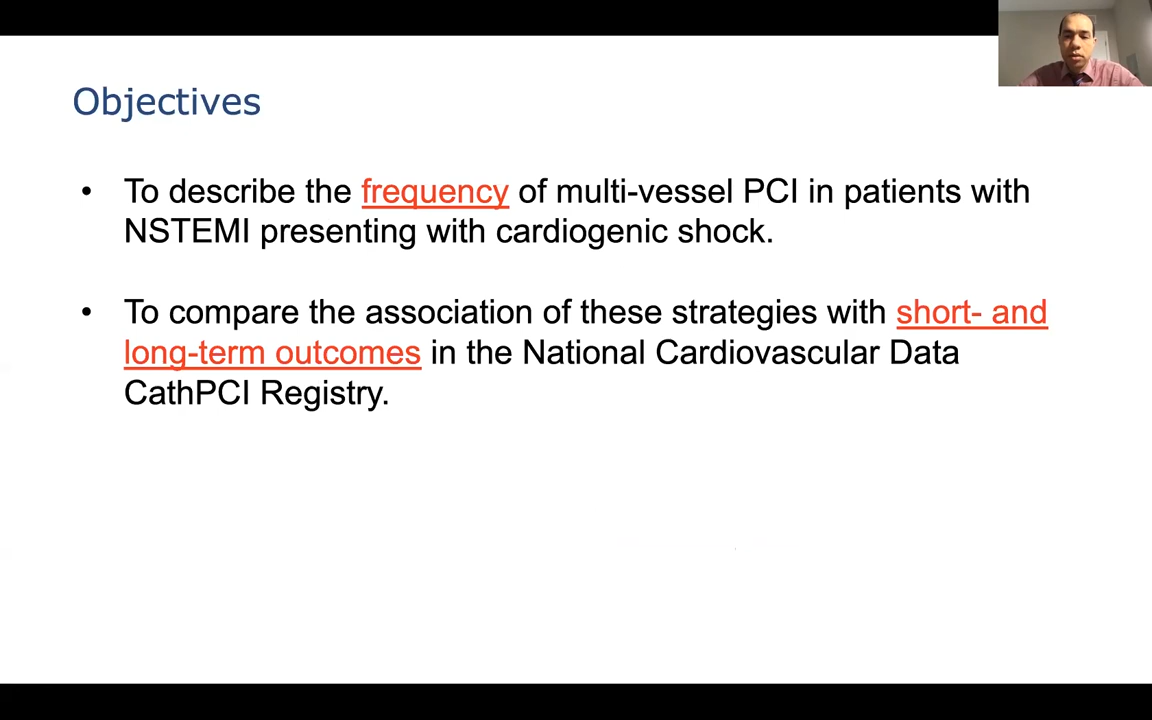 Objectives
• To describe the frequency of multi-vessel PCI in patients with
NSTEMI presenting with cardiogenic shock.
• To compare the association of these strategies with short- and
long-term outcomes in the National Cardiovascular Data
CathPCI Registry.